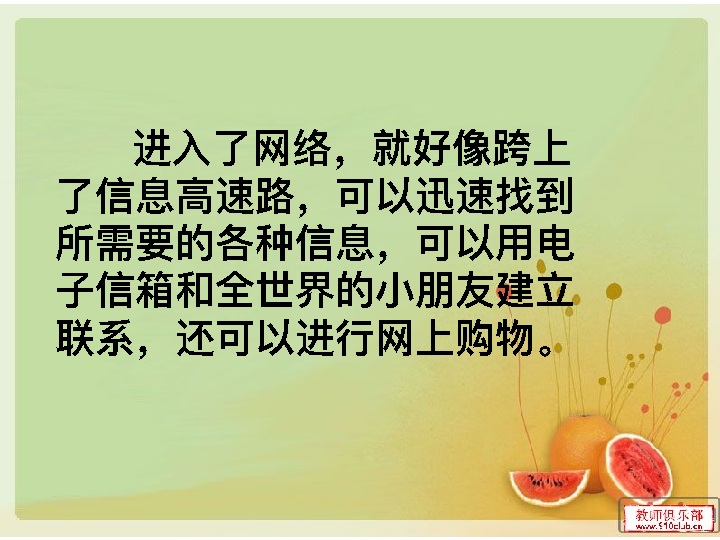 进入了网络，就好像跨上
了信息高速路，可以迅速找到
所需要的各种信息，可以用电
子信箱和全世界的小朋友建立
联系，还可以进行网上购物。
教师俱乐部
www.910club.cn